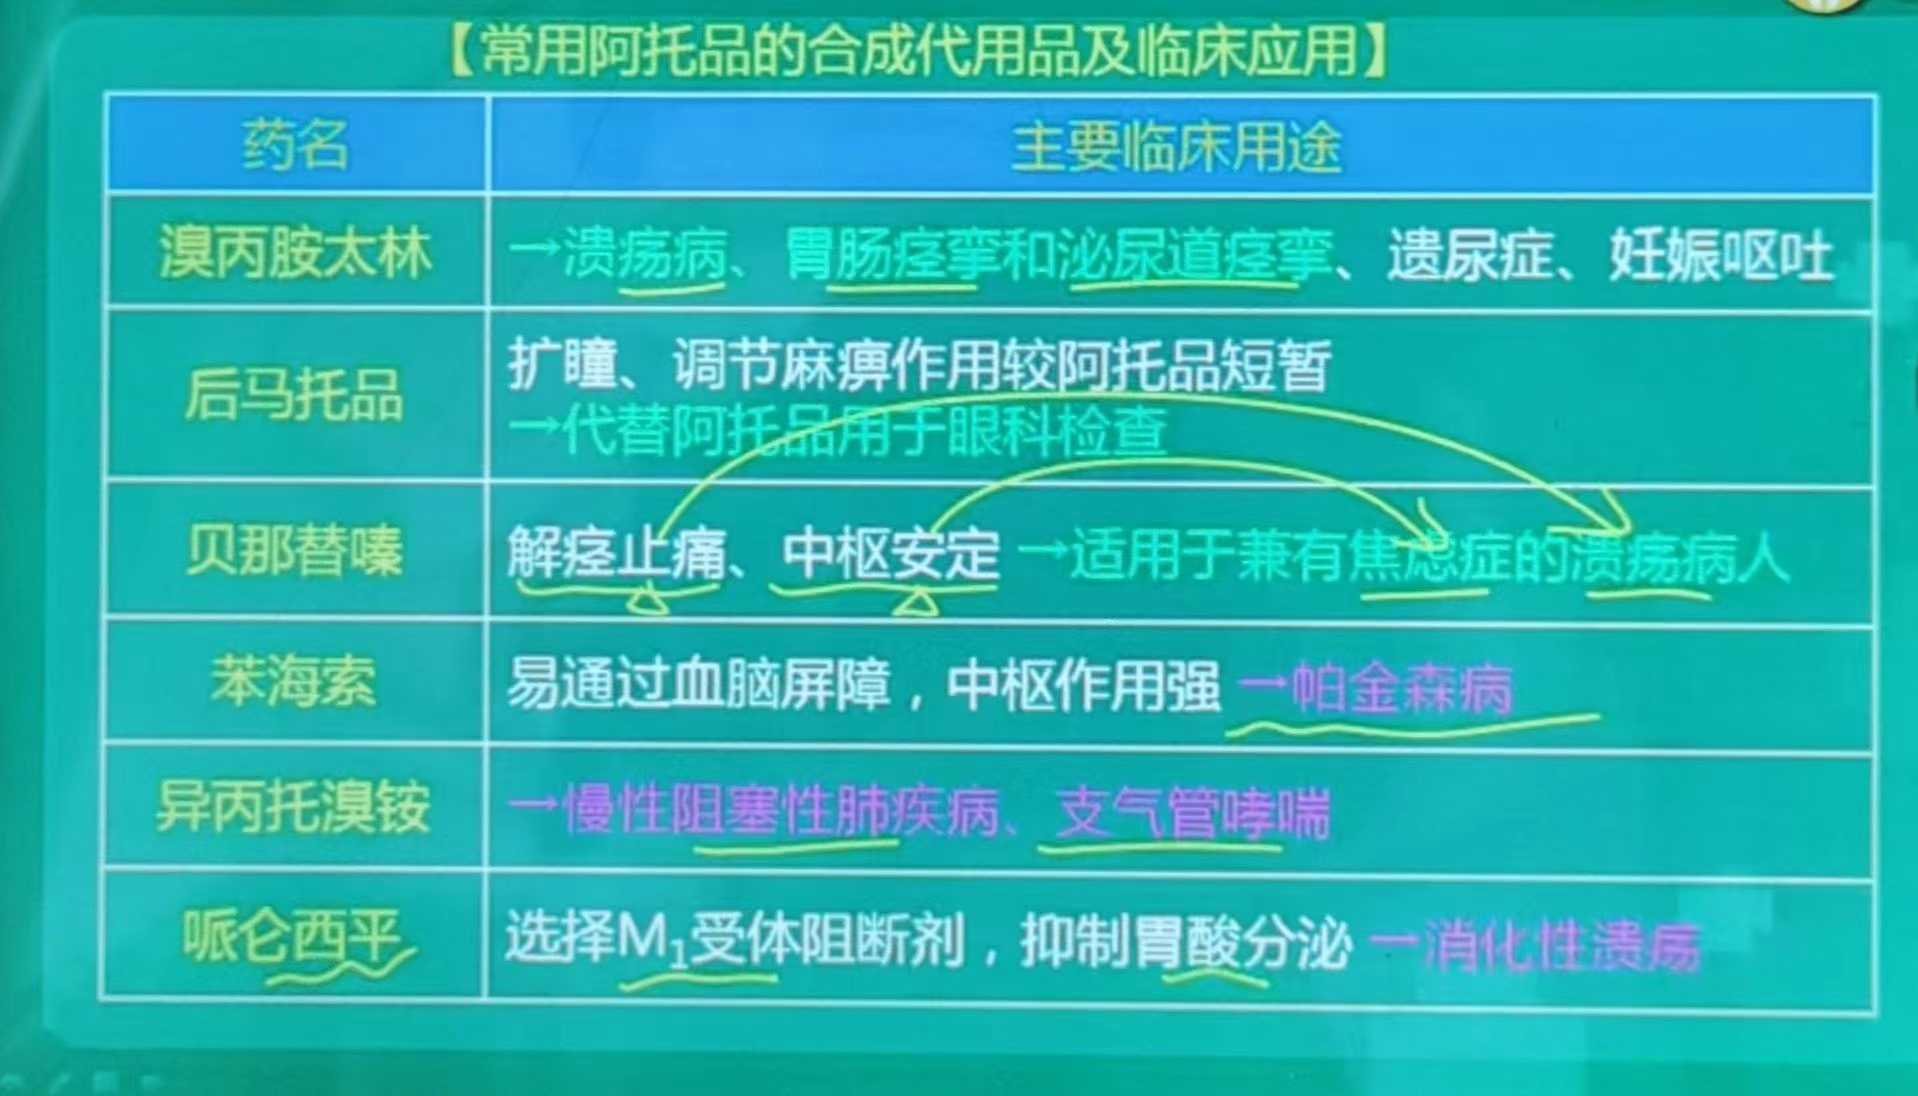 【常用阿托品的合成代用品及临床应用】
药名 主要临床用途
溴丙胺太林 →溃疡病、胃肠痉挛和泌尿道痉挛、遗尿症、妊娠呕吐
后马托品 扩瞳、调节麻痹作用较阿托品短暂
→代替阿托品用于眼科检查
贝那替嗪 解痉止痛、中枢安定→适用于兼有焦虑症的溃疡病人
苯海索 易通过血脑屏障，中枢作用强→帕金森病
异丙托溴铵 →慢性阻塞性肺疾病、支气管哮喘
哌仑西平 选择M₁受体阻断剂，抑制胃酸分泌→消化性溃疡